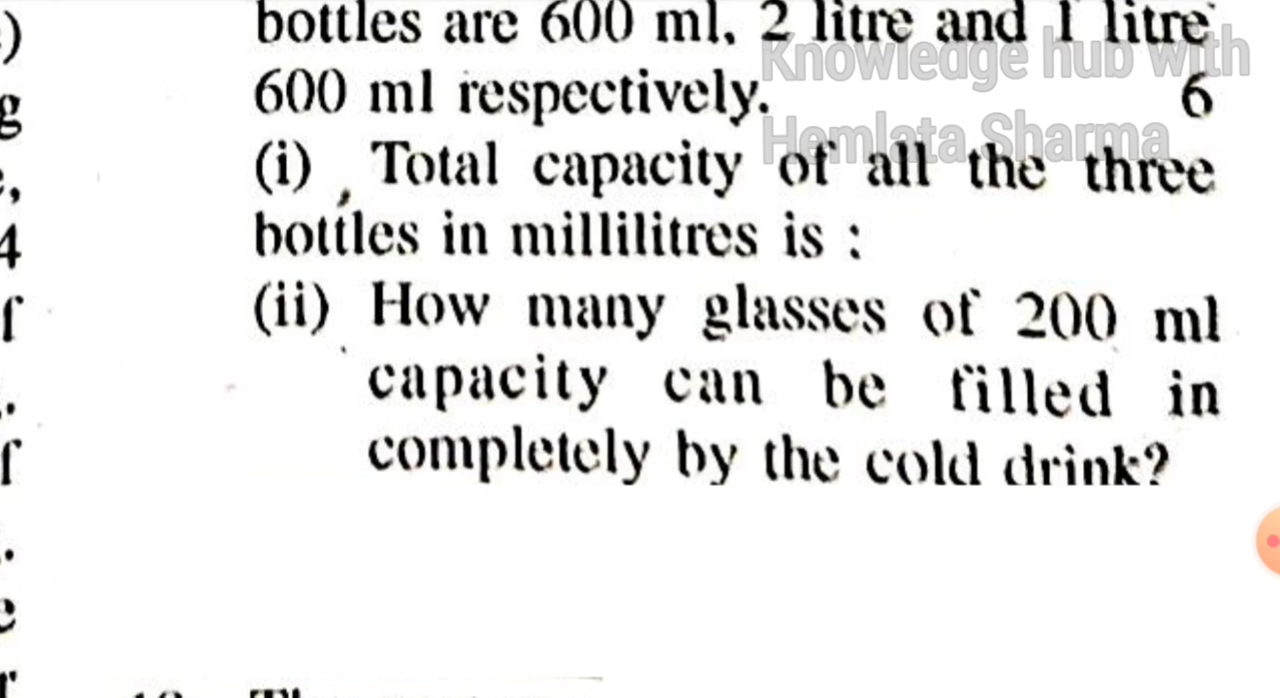 bottles are 600 ml, 2 litre and 1 litre
600 ml respectively. 6
(i) Total capacity of all the three
bottles in millilitres is :
(ii) How many glasses of 200 ml
capacity can be filled in
completely by the cold drink?
Knowledge hub with
Hemlata Sharma
)
g
,
4
f
.
f
.
e
r